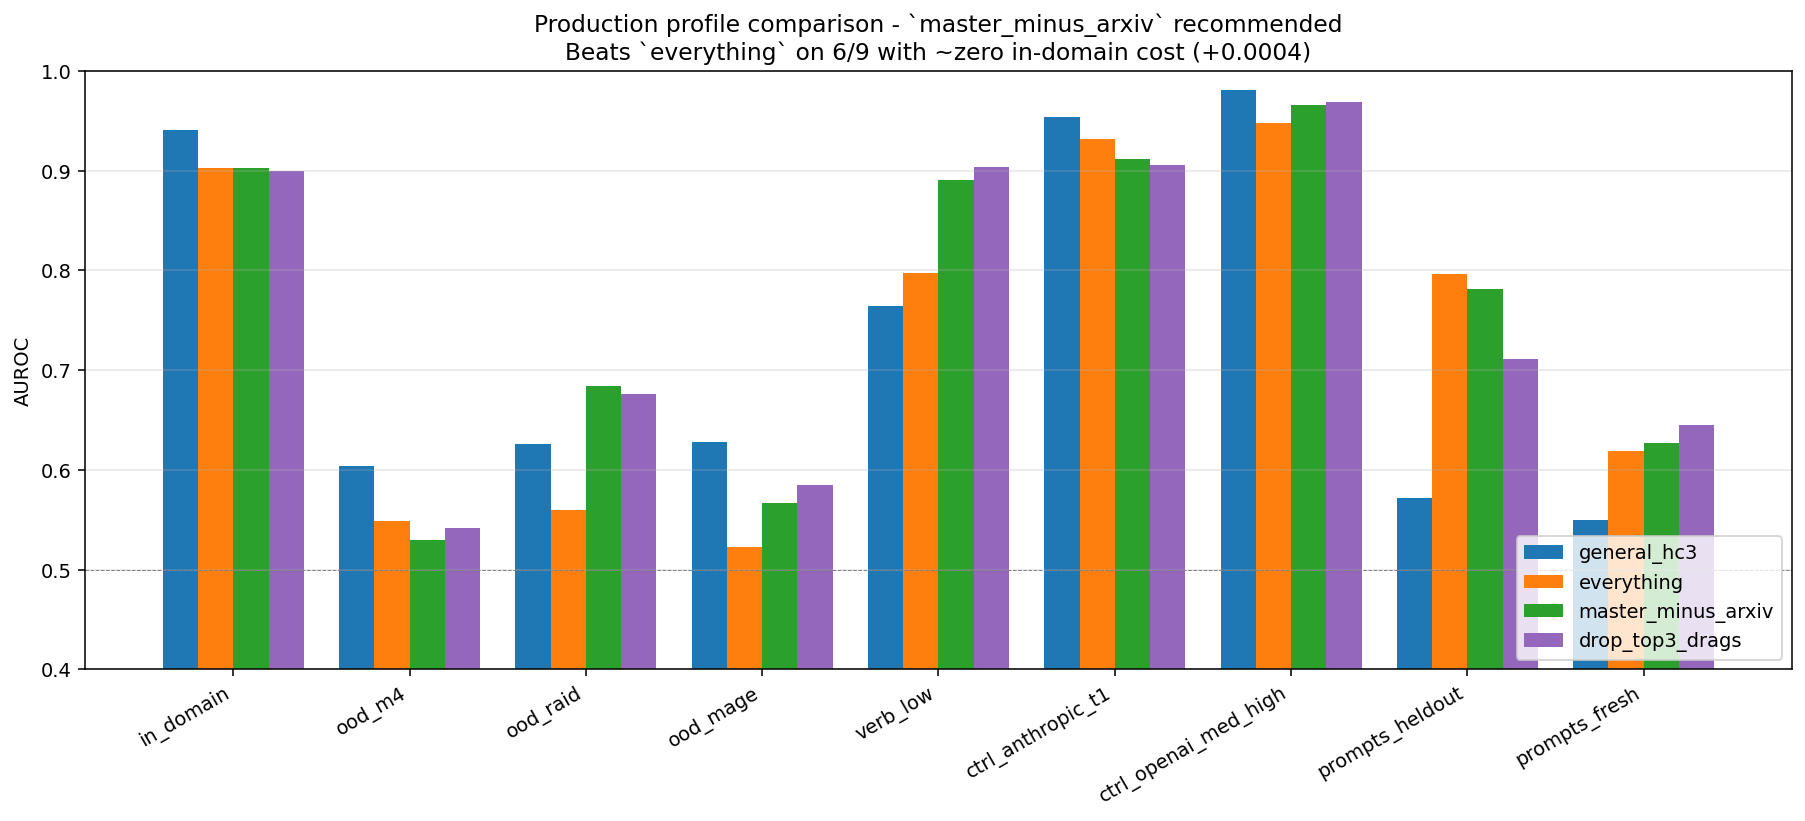 Production profile comparison - `master_minus_arxiv` recommended
Beats `everything` on 6/9 with ~zero in-domain cost (+0.0004)
AUROC
1.0
0.9
0.8
0.7
0.6
0.5
0.4
in_domain
ood_m4
ood_raid
ood_mage
verb_low
ctrl_anthropic_t1
ctrl_openai_med_high
prompts_heldout
prompts_fresh
general_hc3
everything
master_minus_arxiv
drop_top3_drags